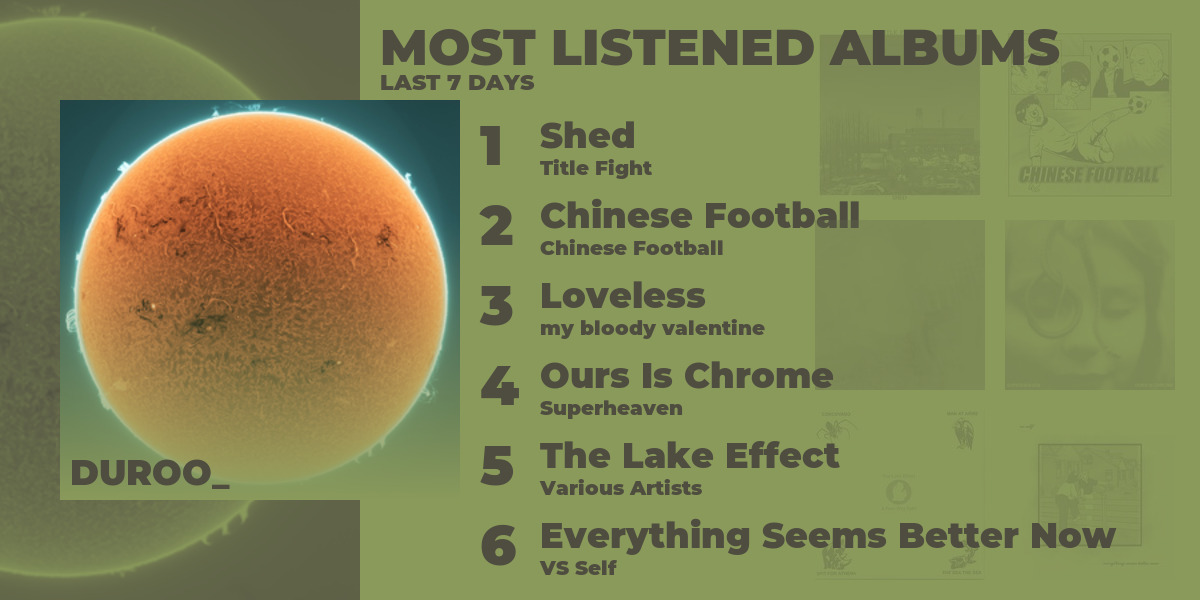 MOST LISTENED ALBUMS
LAST 7 DAYS
1
Shed
Title Fight
2
Chinese Football
Chinese Football
3
Loveless
my bloody valentine
4
Ours Is Chrome
Superheaven
5
The Lake Effect
Various Artists
6
Everything Seems Better Now
VS Self
DUROO_
CHINESE FOOTBALL